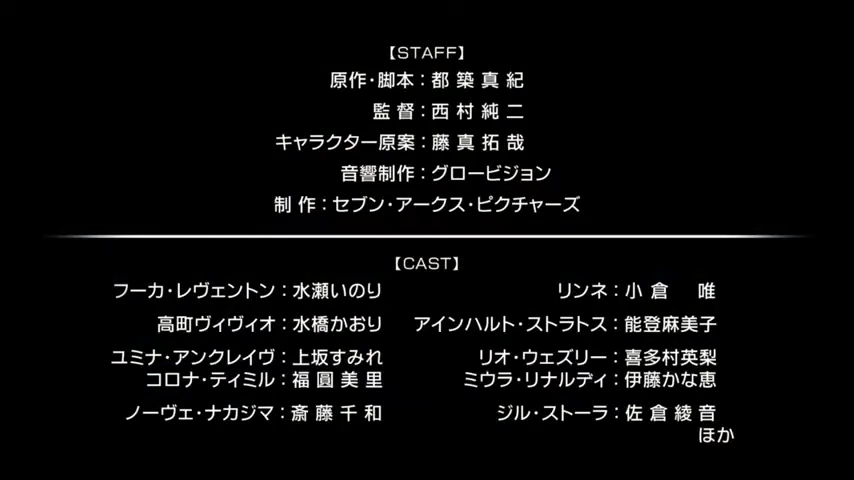 【STAFF】
原作・脚本：都築真紀
監督：西村純二
キャラクター原案：藤真拓哉
音響制作：グロービジョン
制作：セブン・アークス・ピクチャーズ
【CAST】
フーカ・レヴェントン：水瀬いのり
リンネ：小倉 唯
高町ヴィヴィオ：水橋かおり
アインハルト・ストラトス：能登麻美子
ユミナ・アンクレイヴ：上坂すみれ
リオ・ウェズリー：喜多村英梨
コロナ・ティミル：福圓美里
ミウラ・リナルディ：伊藤かな恵
ノーヴェ・ナカジマ：斎藤千和
ジル・ストーラ：佐倉綾音
ほか